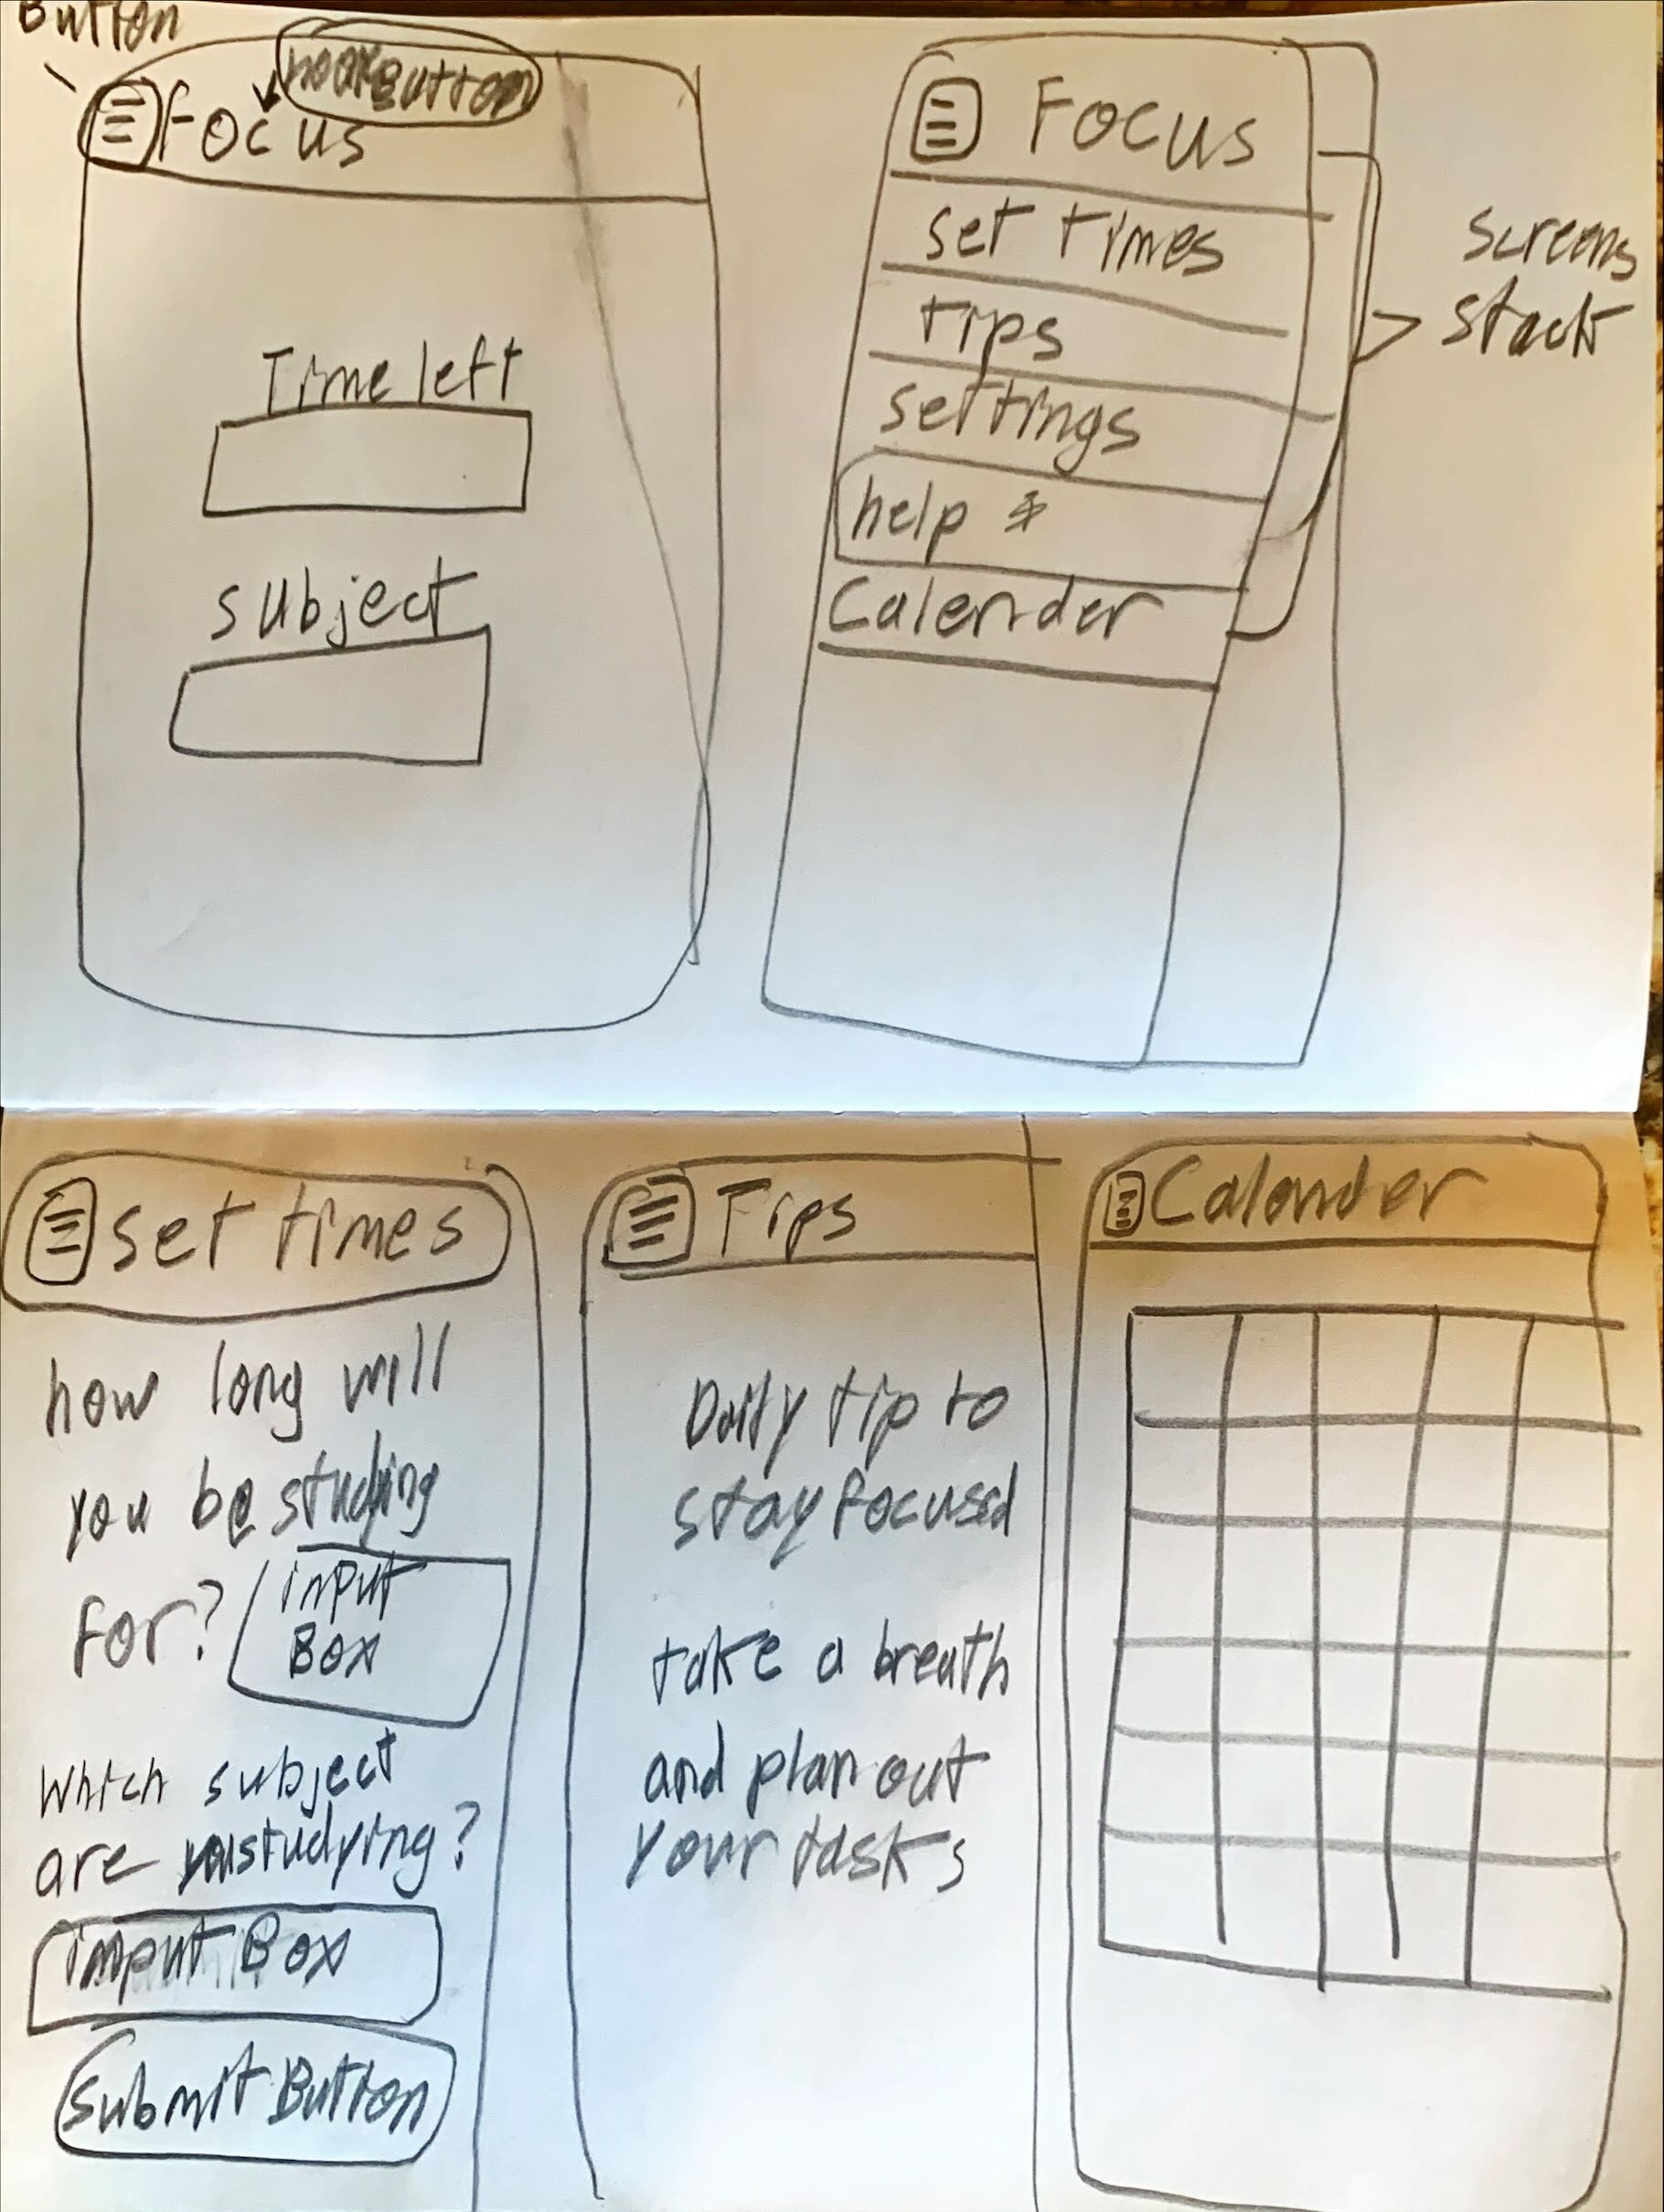 Button
Button
Focus
Time left
subject
Focus
set times
tips
settings
help *
Calender
screens
stack
set times
how long will
you be studying
for?
input
Box
Which subject
are you studying?
input Box
Submit Button
Tips
Daily tip to
stay focused
take a breath
and plan out
your tasks
Calander